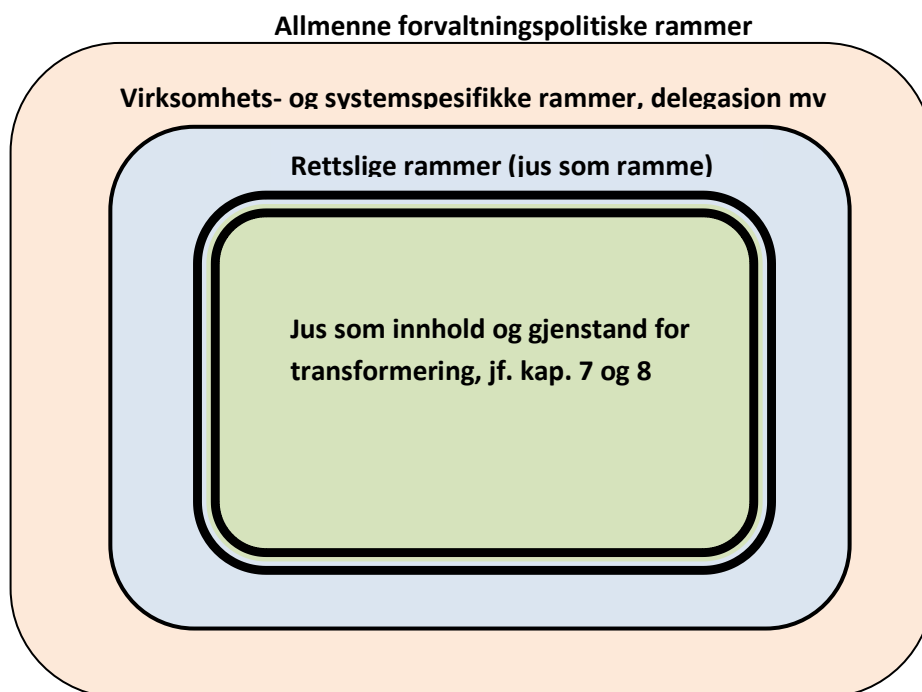 Allmenne forvaltningspolitiske rammer
Virksomhets- og systemspesifikke rammer, delegasjon mv
Rettslige rammer (jus som ramme)
Jus som innhold og gjenstand for
transformering, jf. kap. 7 og 8